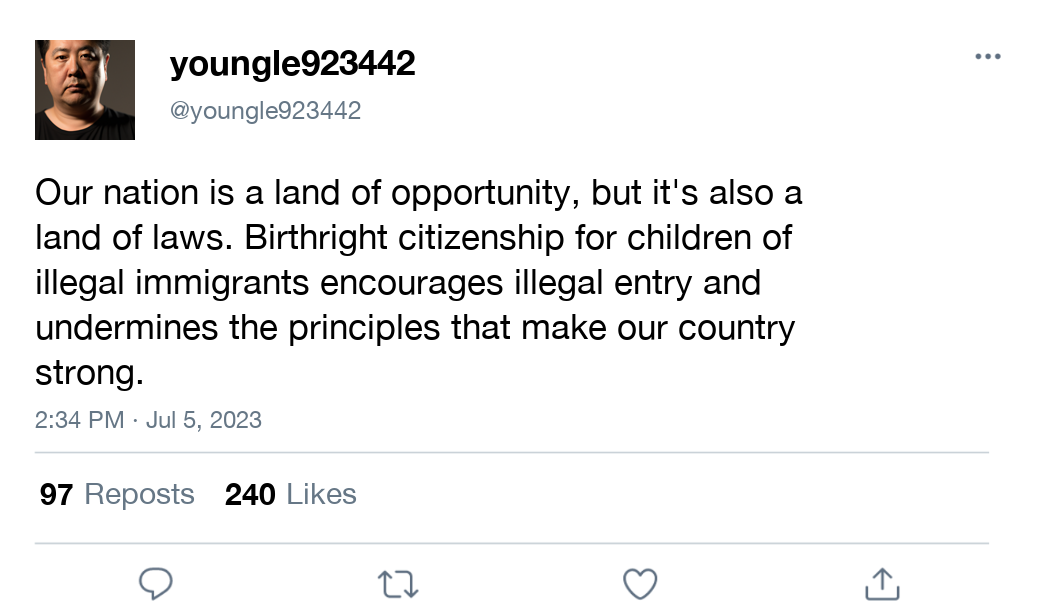 youngle923442
@youngle923442
Our nation is a land of opportunity, but it's also a
land of laws. Birthright citizenship for children of
illegal immigrants encourages illegal entry and
undermines the principles that make our country
strong.
2:34 PM · Jul 5, 2023
97 Reposts 240 Likes